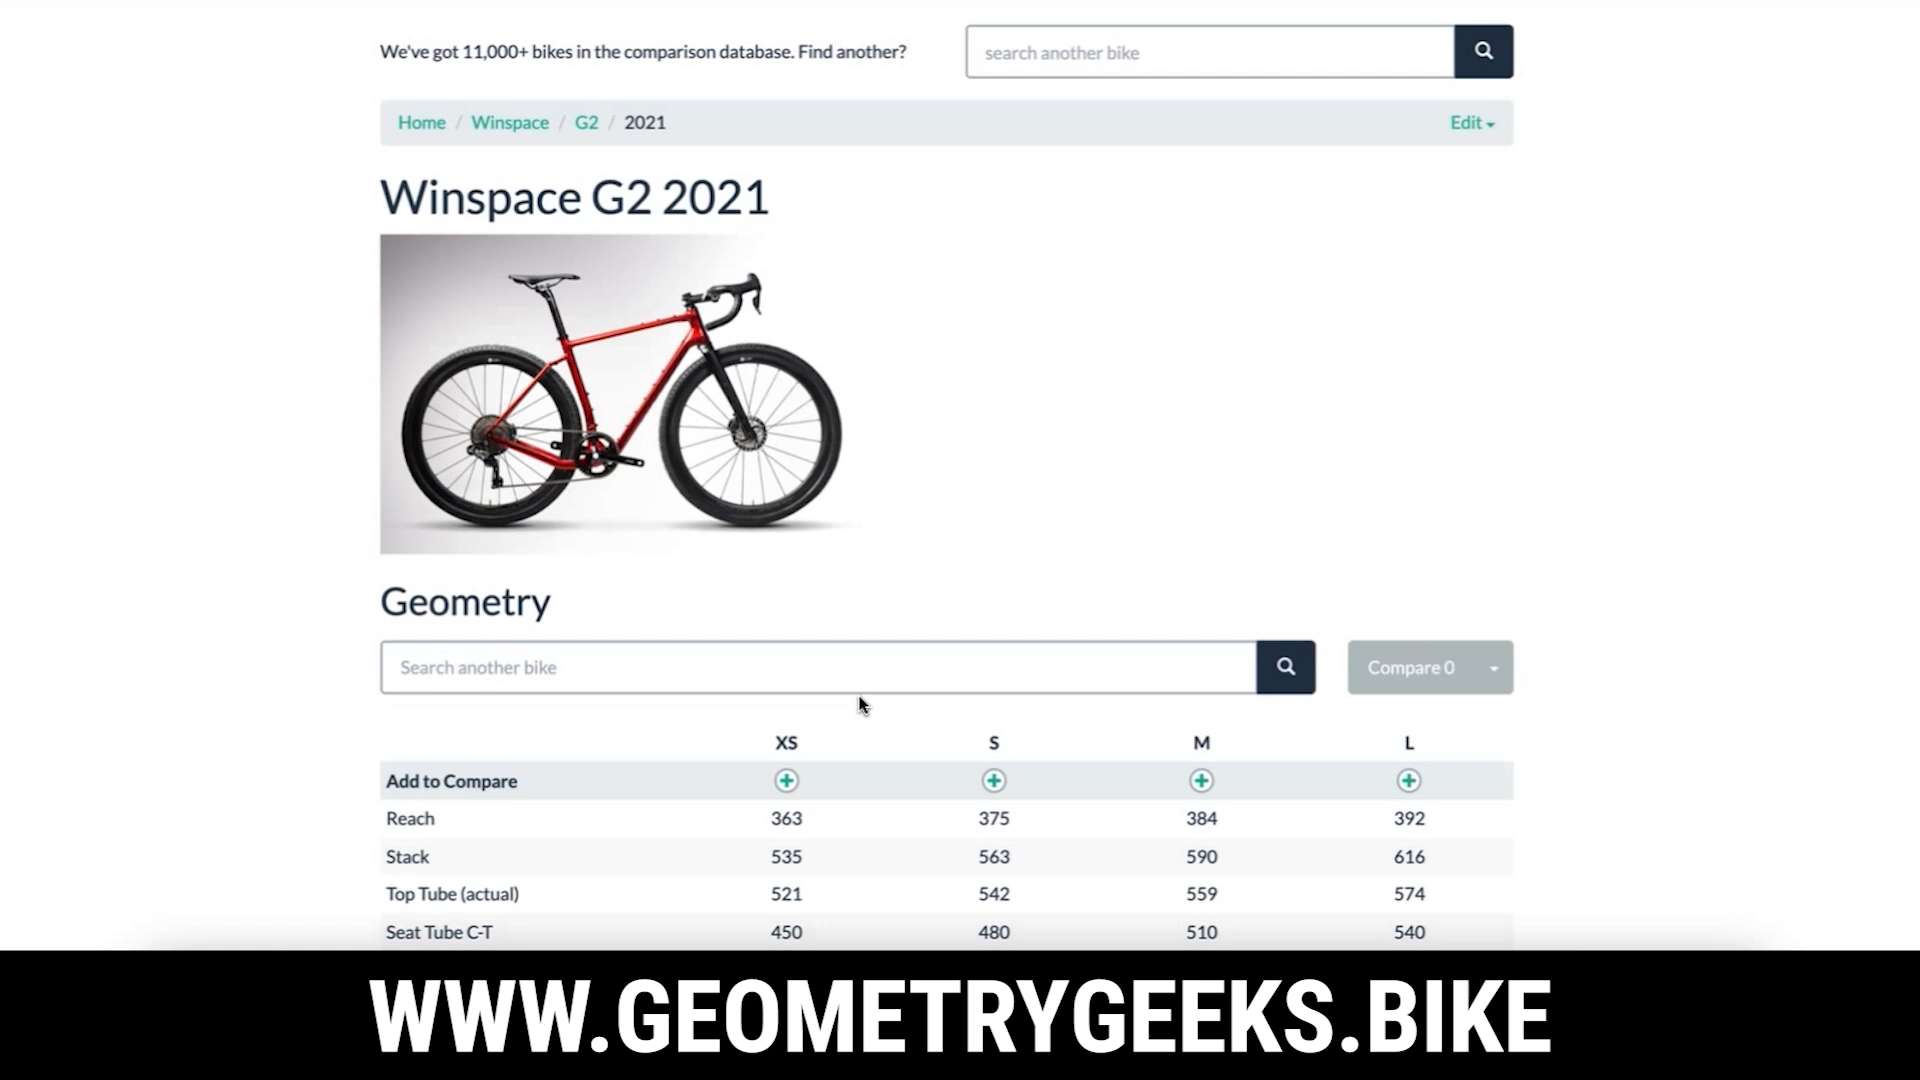 We've got 11,000+ bikes in the comparison database. Find another?
search another bike
Home / Winspace / G2 / 2021
Edit
Winspace G2 2021
Geometry
Search another bike
Compare 0
XS S M L
Add to Compare
Reach 363 375 384 392
Stack 535 563 590 616
Top Tube (actual) 521 542 559 574
Seat Tube C-T 450 480 510 540
WWW.GEOMETRYGEEKS.BIKE